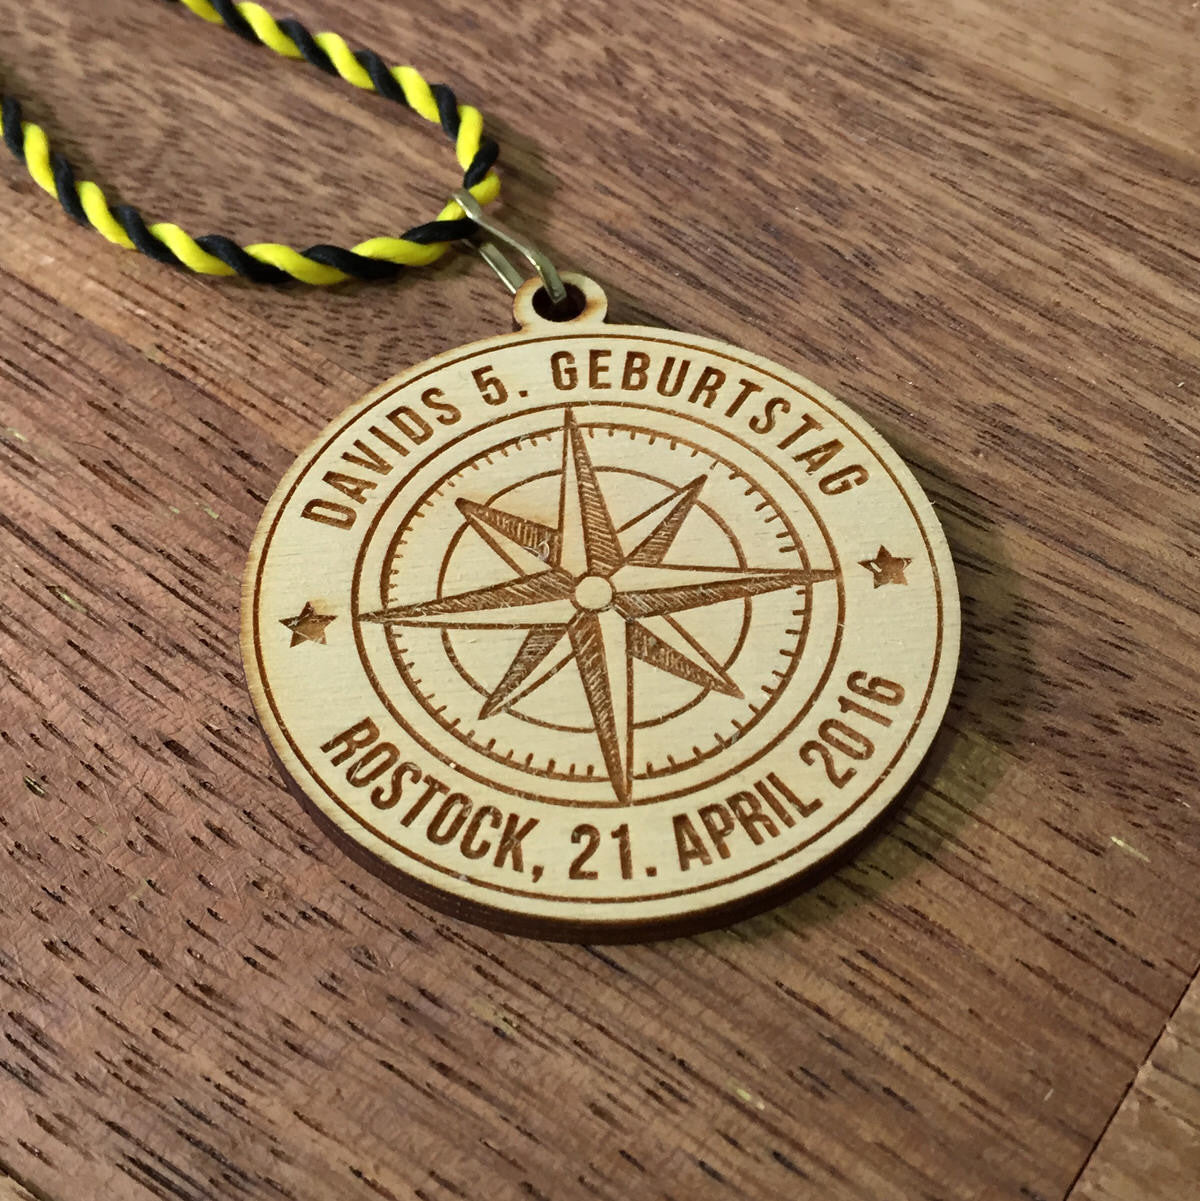 DAVIDS 5. GEBURTSTAG
ROSTOCK, 21. APRIL 2016